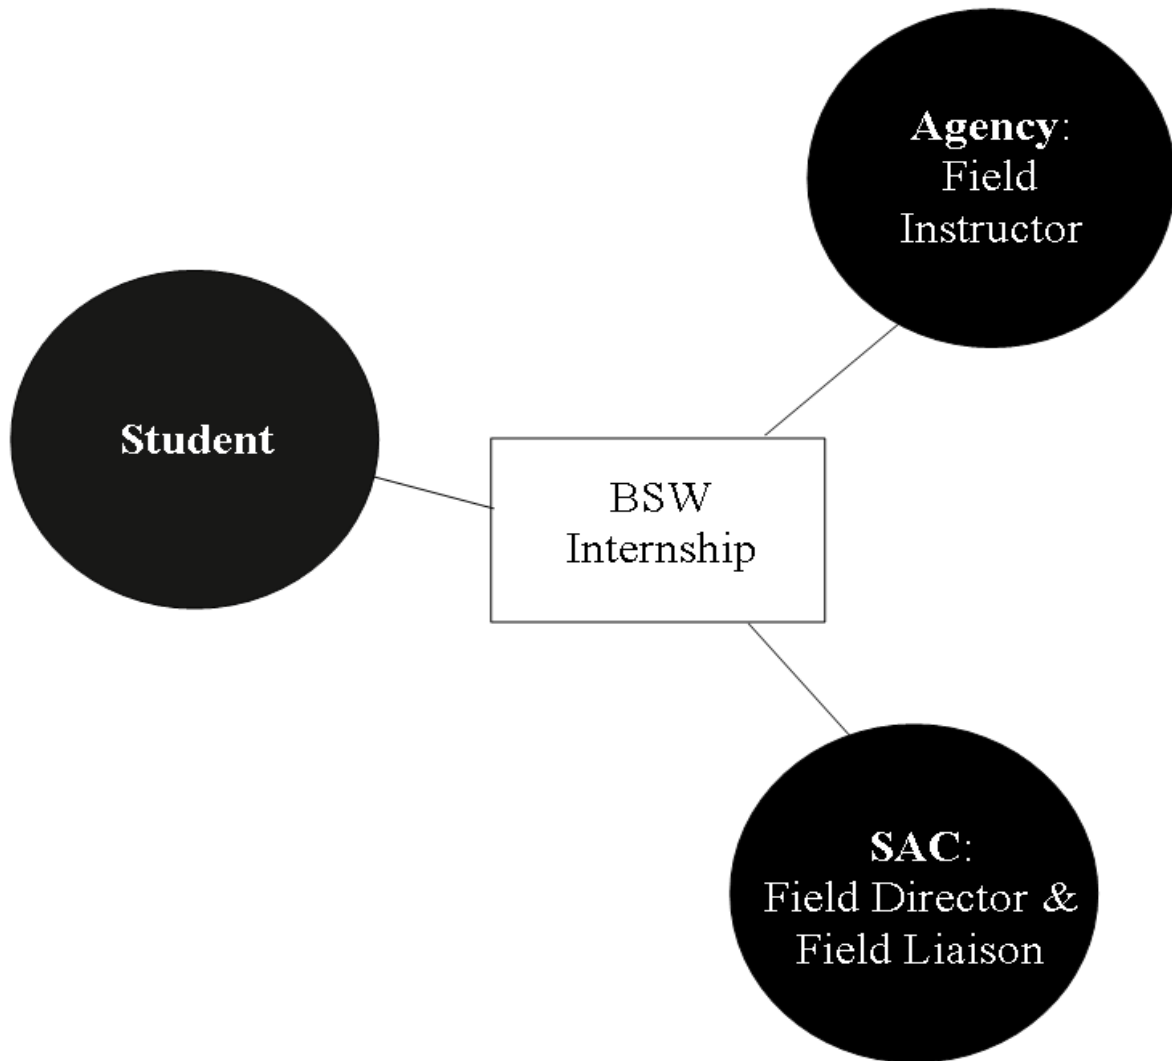 Agency:
Field
Instructor
Student
BSW
Internship
SAC:
Field Director &
Field Liaison